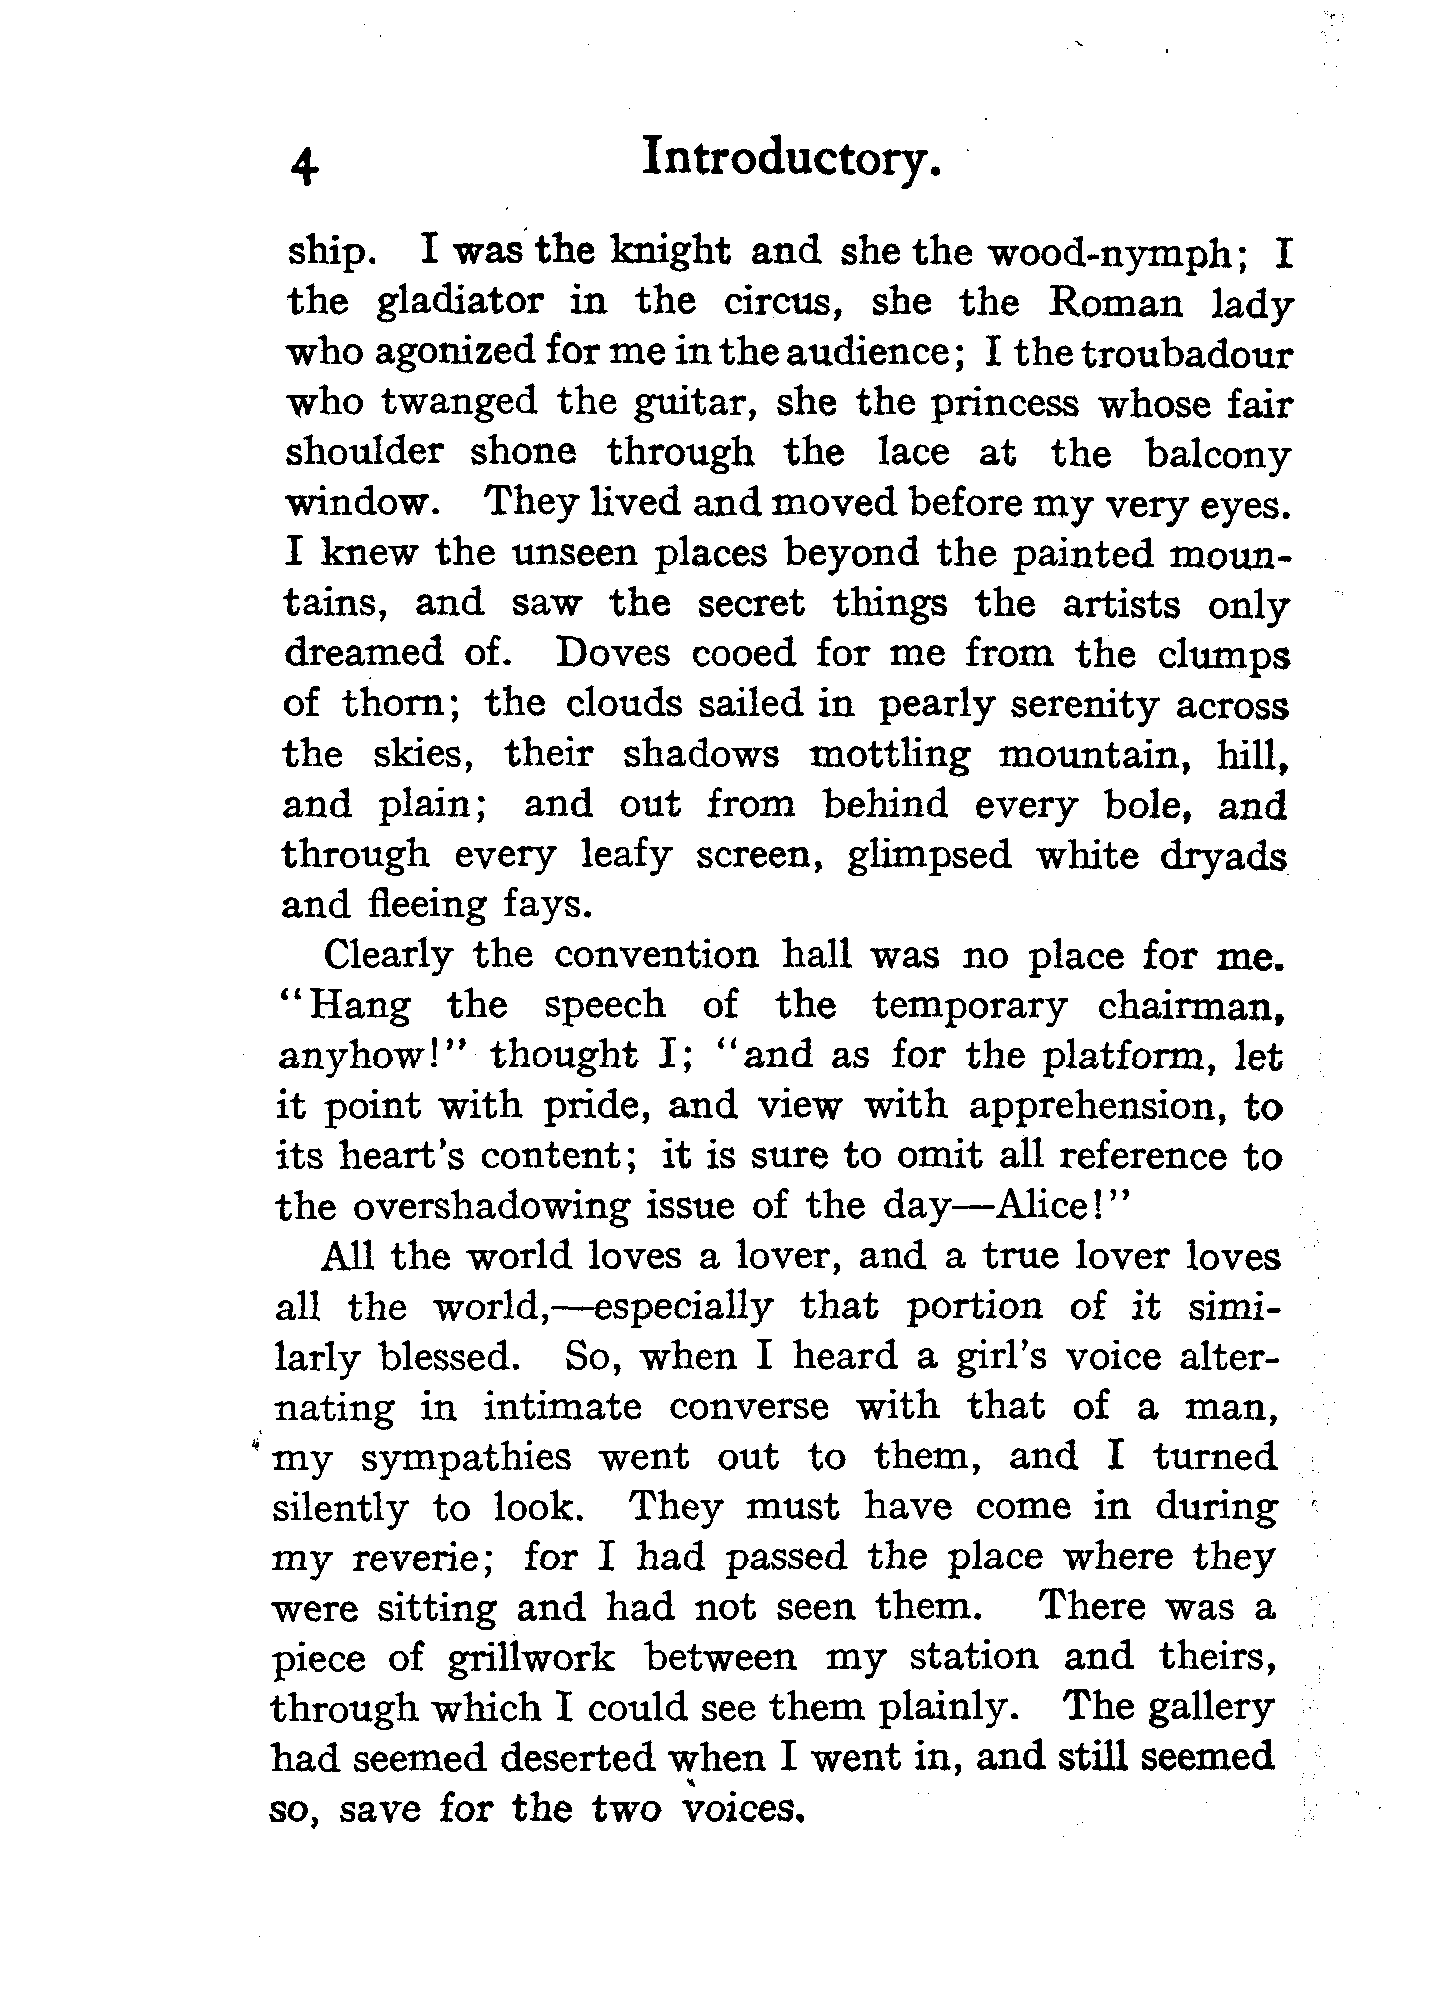 4 Introductory.
ship. I was the knight and she the wood-nymph; I
the gladiator in the circus, she the Roman lady
who agonized for me in the audience; I the troubadour
who twanged the guitar, she the princess whose fair
shoulder shone through the lace at the balcony
window. They lived and moved before my very eyes.
I knew the unseen places beyond the painted moun-
tains, and saw the secret things the artists only
dreamed of. Doves cooed for me from the clumps
of thorn; the clouds sailed in pearly serenity across
the skies, their shadows mottling mountain, hill,
and plain; and out from behind every bole, and
through every leafy screen, glimpsed white dryads
and fleeing fays.
Clearly the convention hall was no place for me.
"Hang the speech of the temporary chairman,
anyhow!" thought I; "and as for the platform, let
it point with pride, and view with apprehension, to
its heart's content; it is sure to omit all reference to
the overshadowing issue of the day—Alice!"
All the world loves a lover, and a true lover loves
all the world,—especially that portion of it simi-
larly blessed. So, when I heard a girl's voice alter-
nating in intimate converse with that of a man,
my sympathies went out to them, and I turned
silently to look. They must have come in during
my reverie; for I had passed the place where they
were sitting and had not seen them. There was a
piece of grillwork between my station and theirs,
through which I could see them plainly. The gallery
had seemed deserted when I went in, and still seemed
so, save for the two voices.